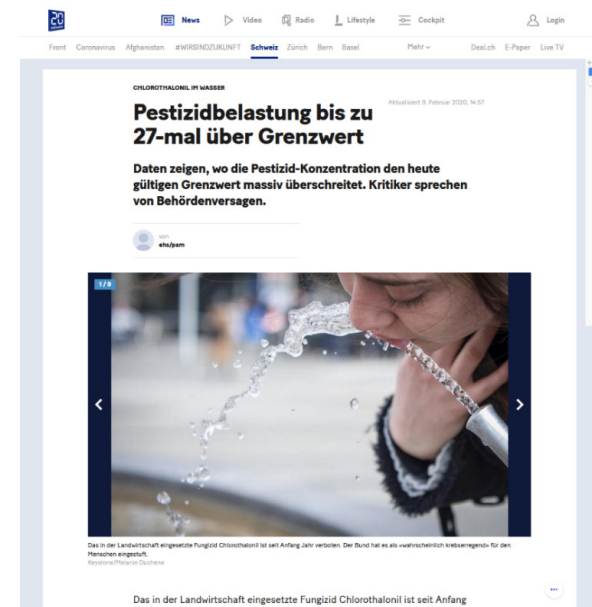 20
News Video Radio Lifestyle Cockpit Login
Front Coronavirus Afghanistan #WIRSINDZUKUNFT Schweiz Zürich Bern Basel Mehr Deal.ch E-Paper Live TV
CHLOROTHALONIL IM WASSER
Pestizidbelastung bis zu
27-mal über Grenzwert
Aktualisiert 9. Februar 2020, 14:57
Daten zeigen, wo die Pestizid-Konzentration den heute
gültigen Grenzwert massiv überschreitet. Kritiker sprechen
von Behördenversagen.
von
ehs/pam
1/9
Das in der Landwirtschaft eingesetzte Fungizid Chlorothalonil ist seit Anfang Jahr verboten. Der Bund hat es als «wahrscheinlich krebserregend» für den
Menschen eingestuft.
Keystone/Melanie Duchene
Das in der Landwirtschaft eingesetzte Fungizid Chlorothalonil ist seit Anfang